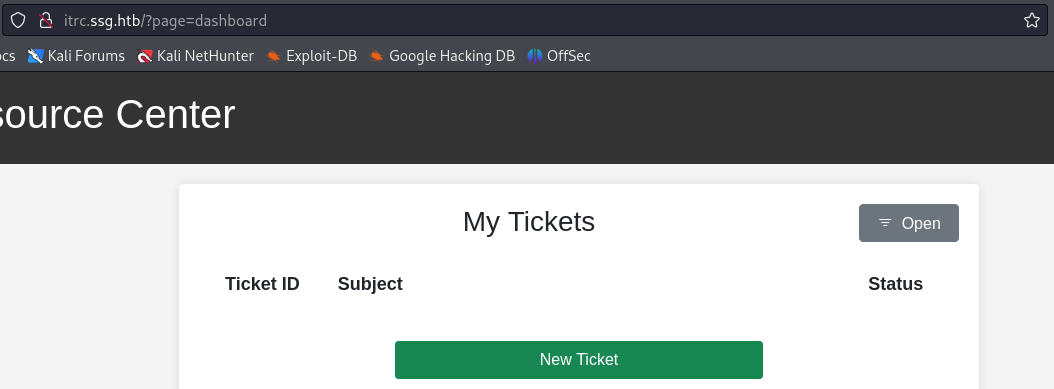 itrc.ssg.htb/?page=dashboard
ocs Kali Forums Kali NetHunter Exploit-DB Google Hacking DB OffSec
source Center
My Tickets Open
Ticket ID Subject Status
New Ticket